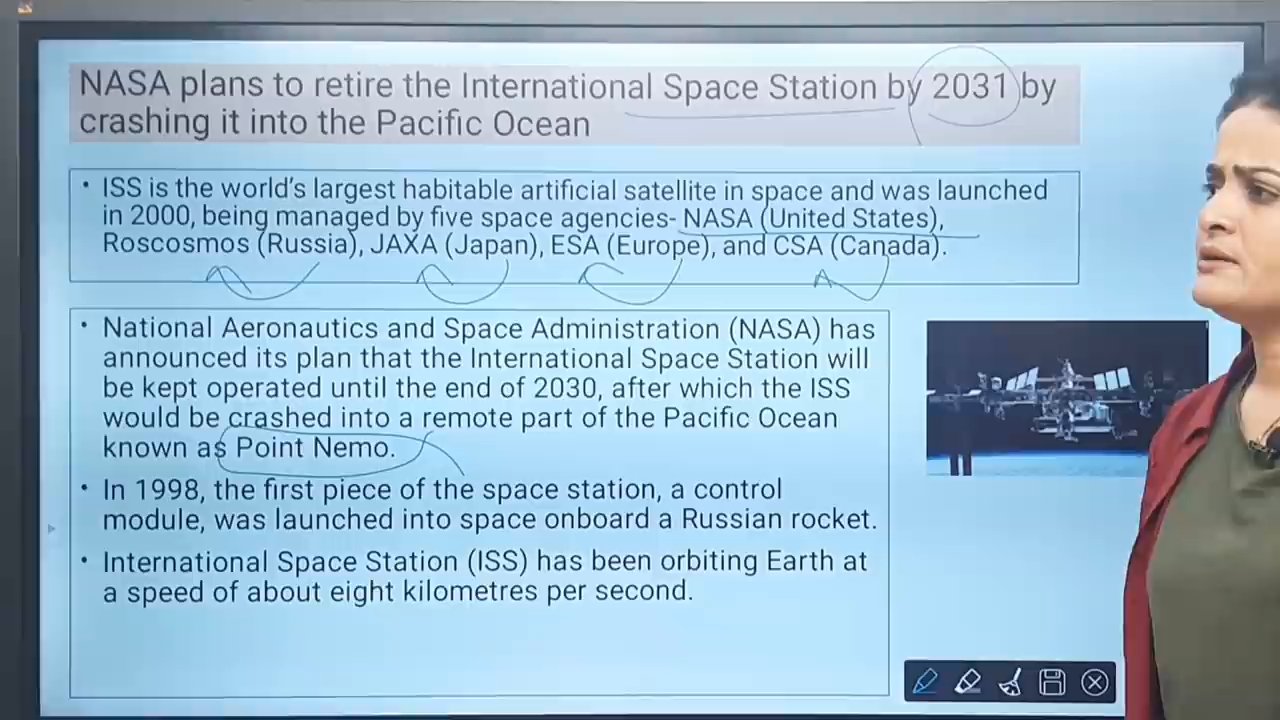 NASA plans to retire the International Space Station by 2031 by
crashing it into the Pacific Ocean
• ISS is the world's largest habitable artificial satellite in space and was launched
in 2000, being managed by five space agencies- NASA (United States),
Roscosmos (Russia), JAXA (Japan), ESA (Europe), and CSA (Canada).
• National Aeronautics and Space Administration (NASA) has
announced its plan that the International Space Station will
be kept operated until the end of 2030, after which the ISS
would be crashed into a remote part of the Pacific Ocean
known as Point Nemo.
• In 1998, the first piece of the space station, a control
module, was launched into space onboard a Russian rocket.
• International Space Station (ISS) has been orbiting Earth at
a speed of about eight kilometres per second.